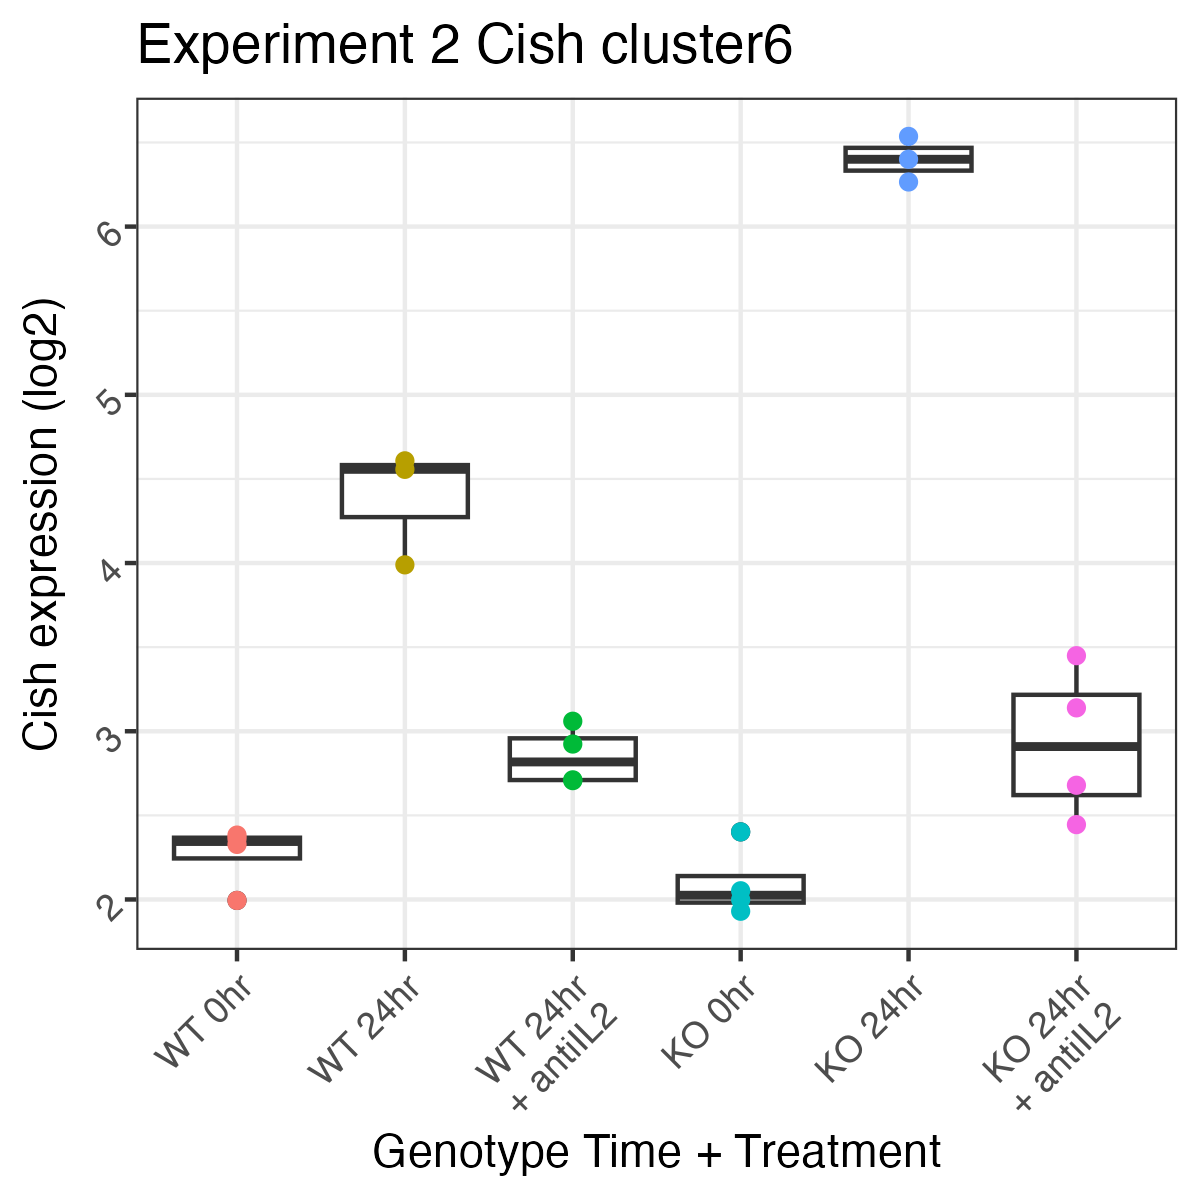 Experiment 2 Cish cluster6
Cish expression (log2)
6
5
4
3
2
WT 0hr
WT 24hr
WT 24hr
+ antiIL2
KO 0hr
KO 24hr
KO 24hr
+ antiIL2
Genotype Time + Treatment